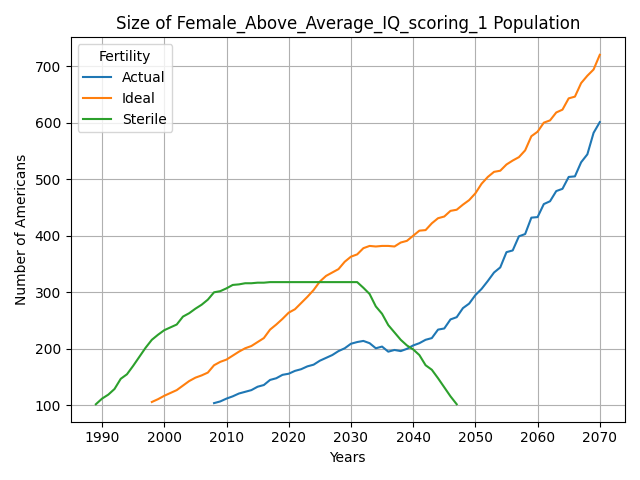 Size of Female_Above_Average_IQ_scoring_1 Population
Fertility
Actual
Ideal
Sterile
Number of Americans
700
600
500
400
300
200
100
1990 2000 2010 2020 2030 2040 2050 2060 2070
Years